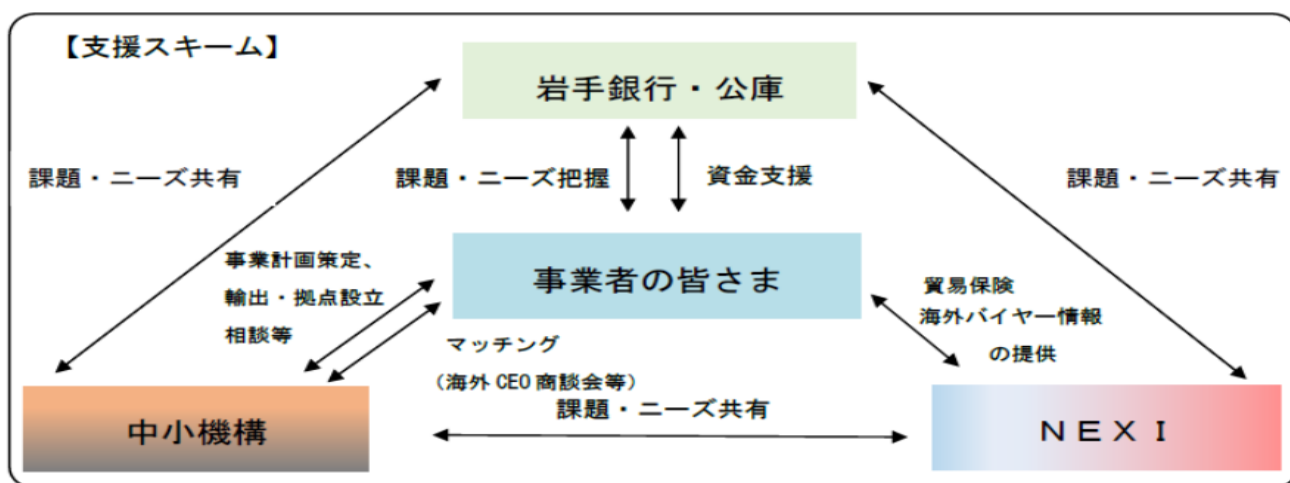 【支援スキーム】
岩手銀行・公庫
課題・ニーズ共有
課題・ニーズ把握
資金支援
課題・ニーズ共有
事業計画策定、
輸出・拠点設立
相談等
事業者の皆さま
貿易保険
海外バイヤー情報
の提供
マッチング
（海外 CEO 商談会等）
課題・ニーズ共有
中小機構
ＮＥＸＩ